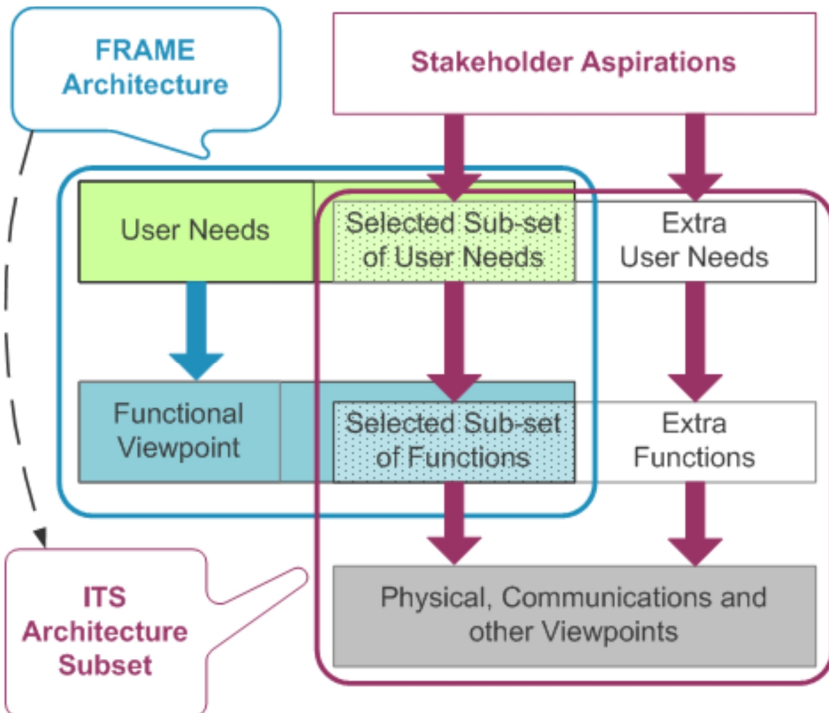 FRAME
Architecture
Stakeholder Aspirations
User Needs
Selected Sub-set
of User Needs
Extra
User Needs
Functional
Viewpoint
Selected Sub-set
of Functions
Extra
Functions
ITS
Architecture
Subset
Physical, Communications and
other Viewpoints